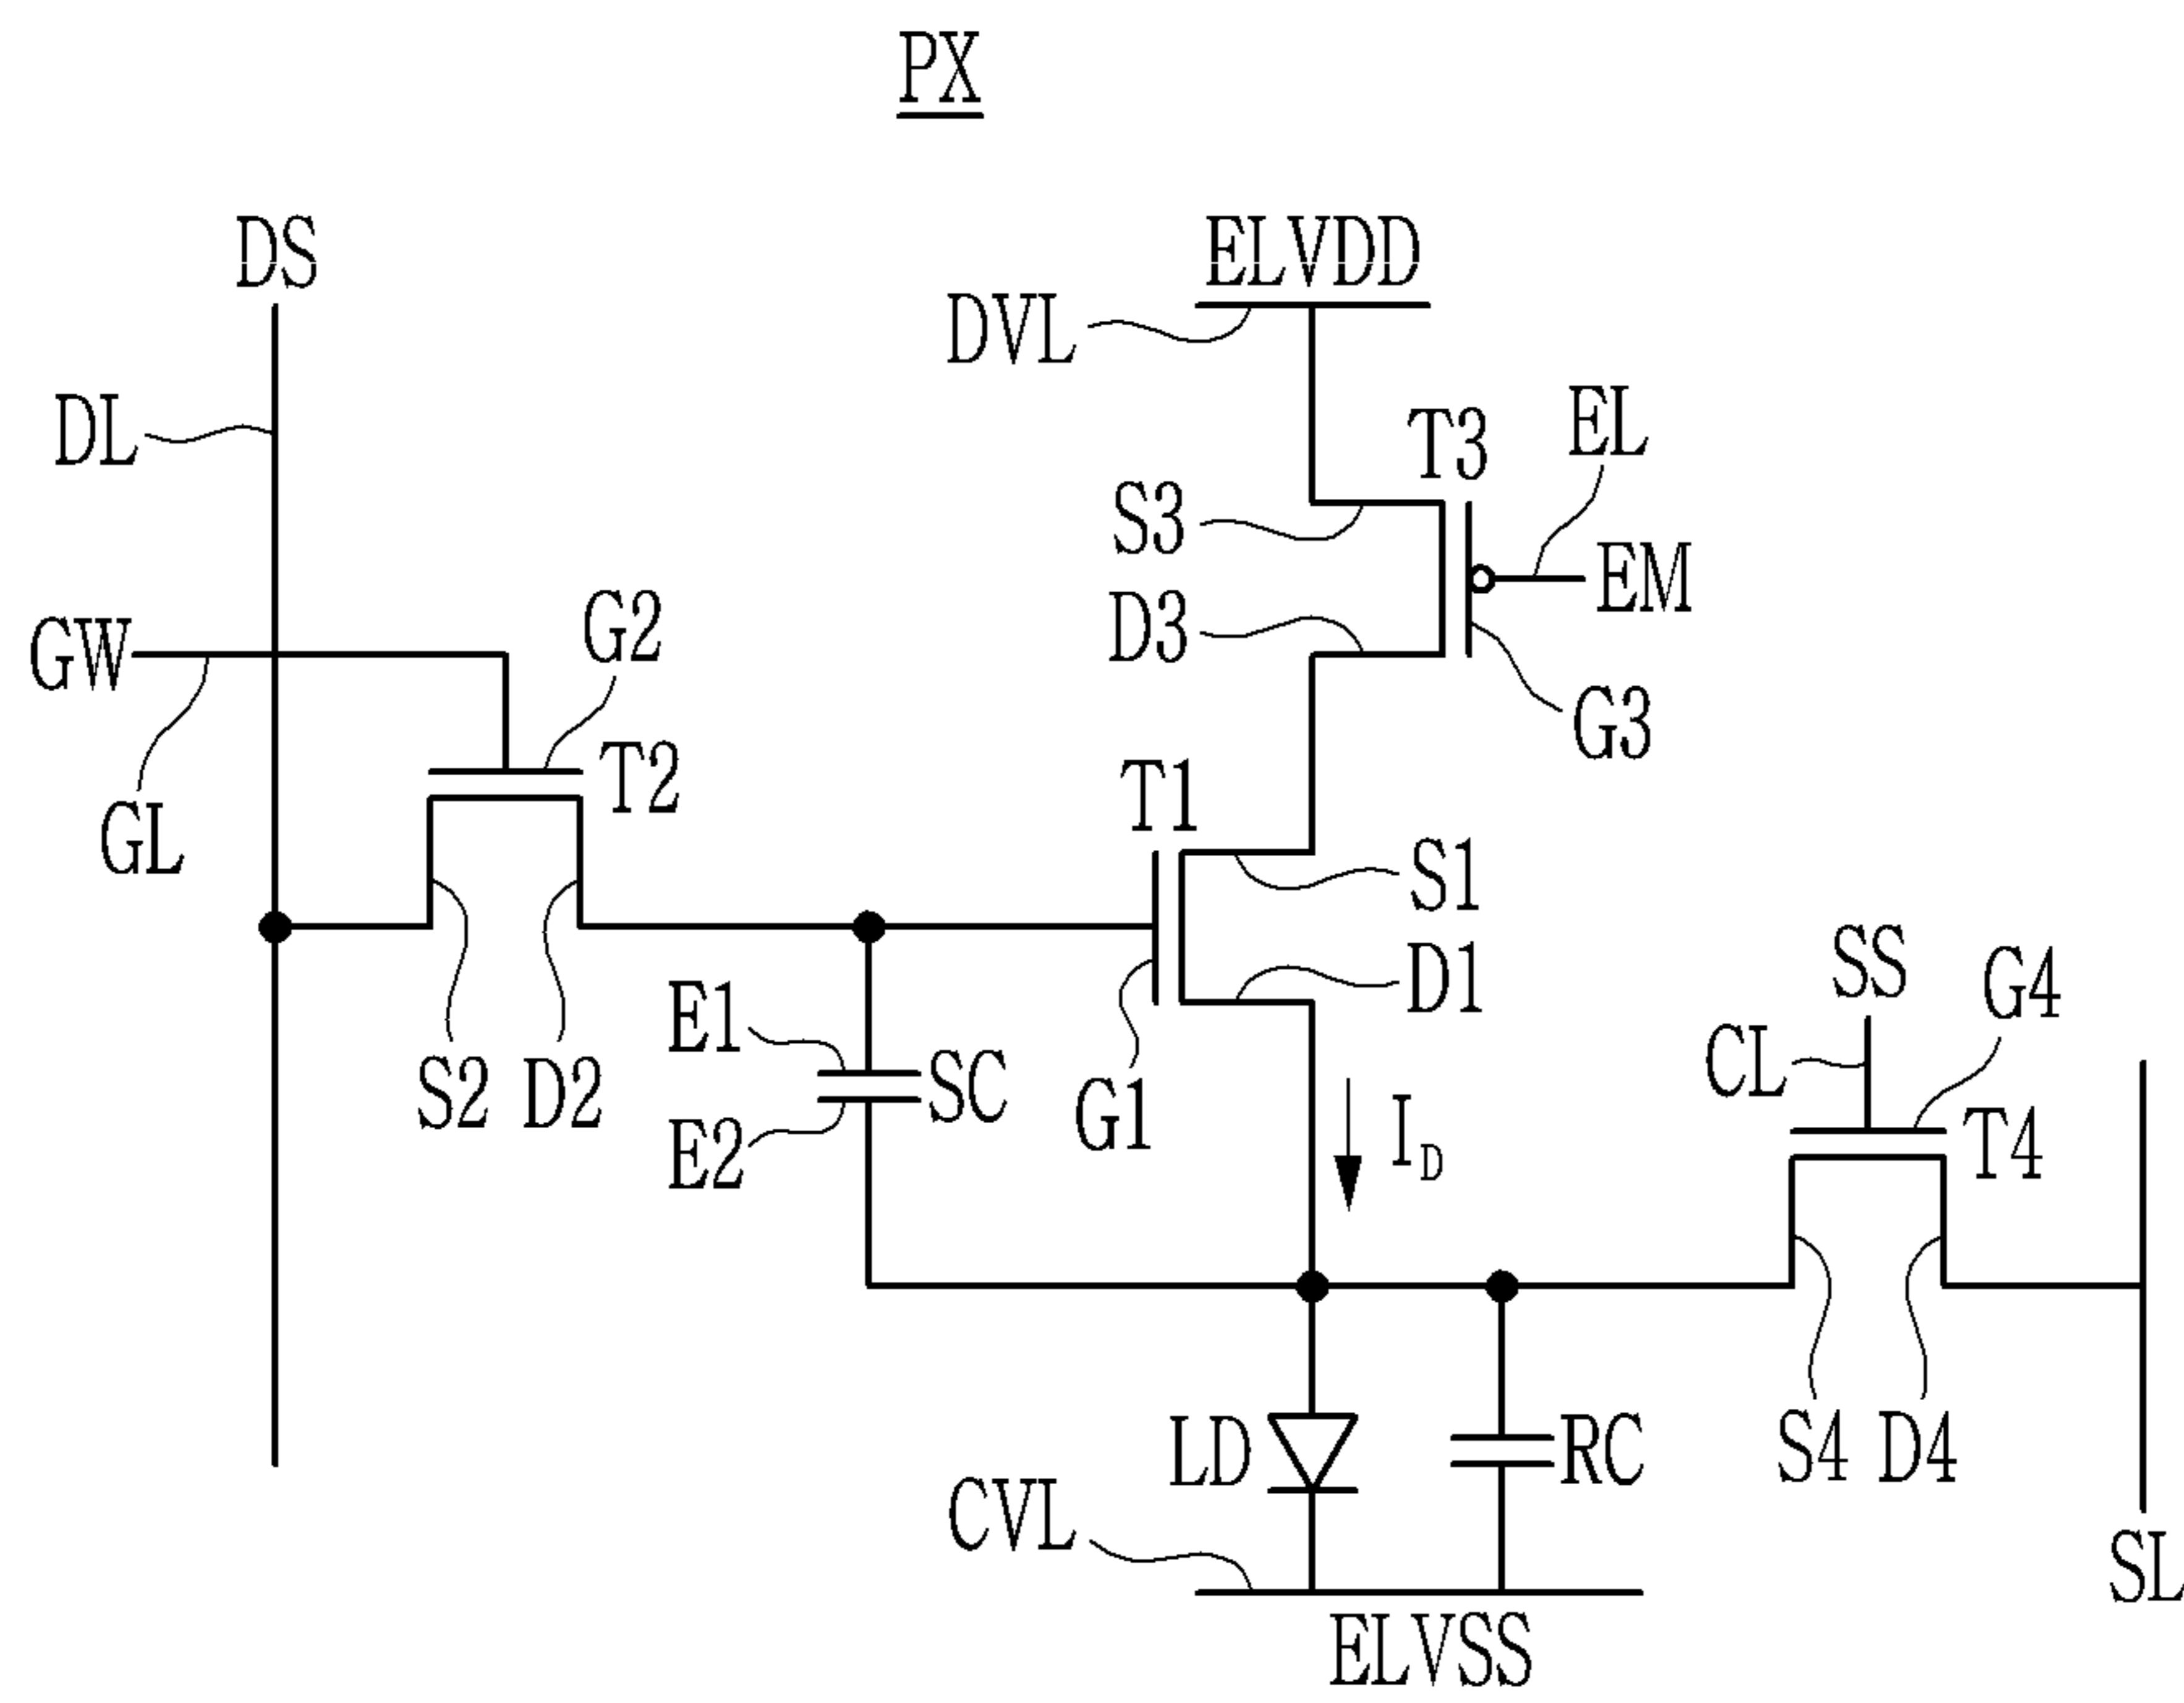 PX
DS
ELVDD
DVL
DL
T3
EL
S3
EM
D3
GW
G2
G3
T2
T1
GL
S1
D1
SS
G4
E1
SC
CL
S2
D2
G1
I_D
T4
E2
LD
RC
S4
D4
CVL
SL
ELVSS